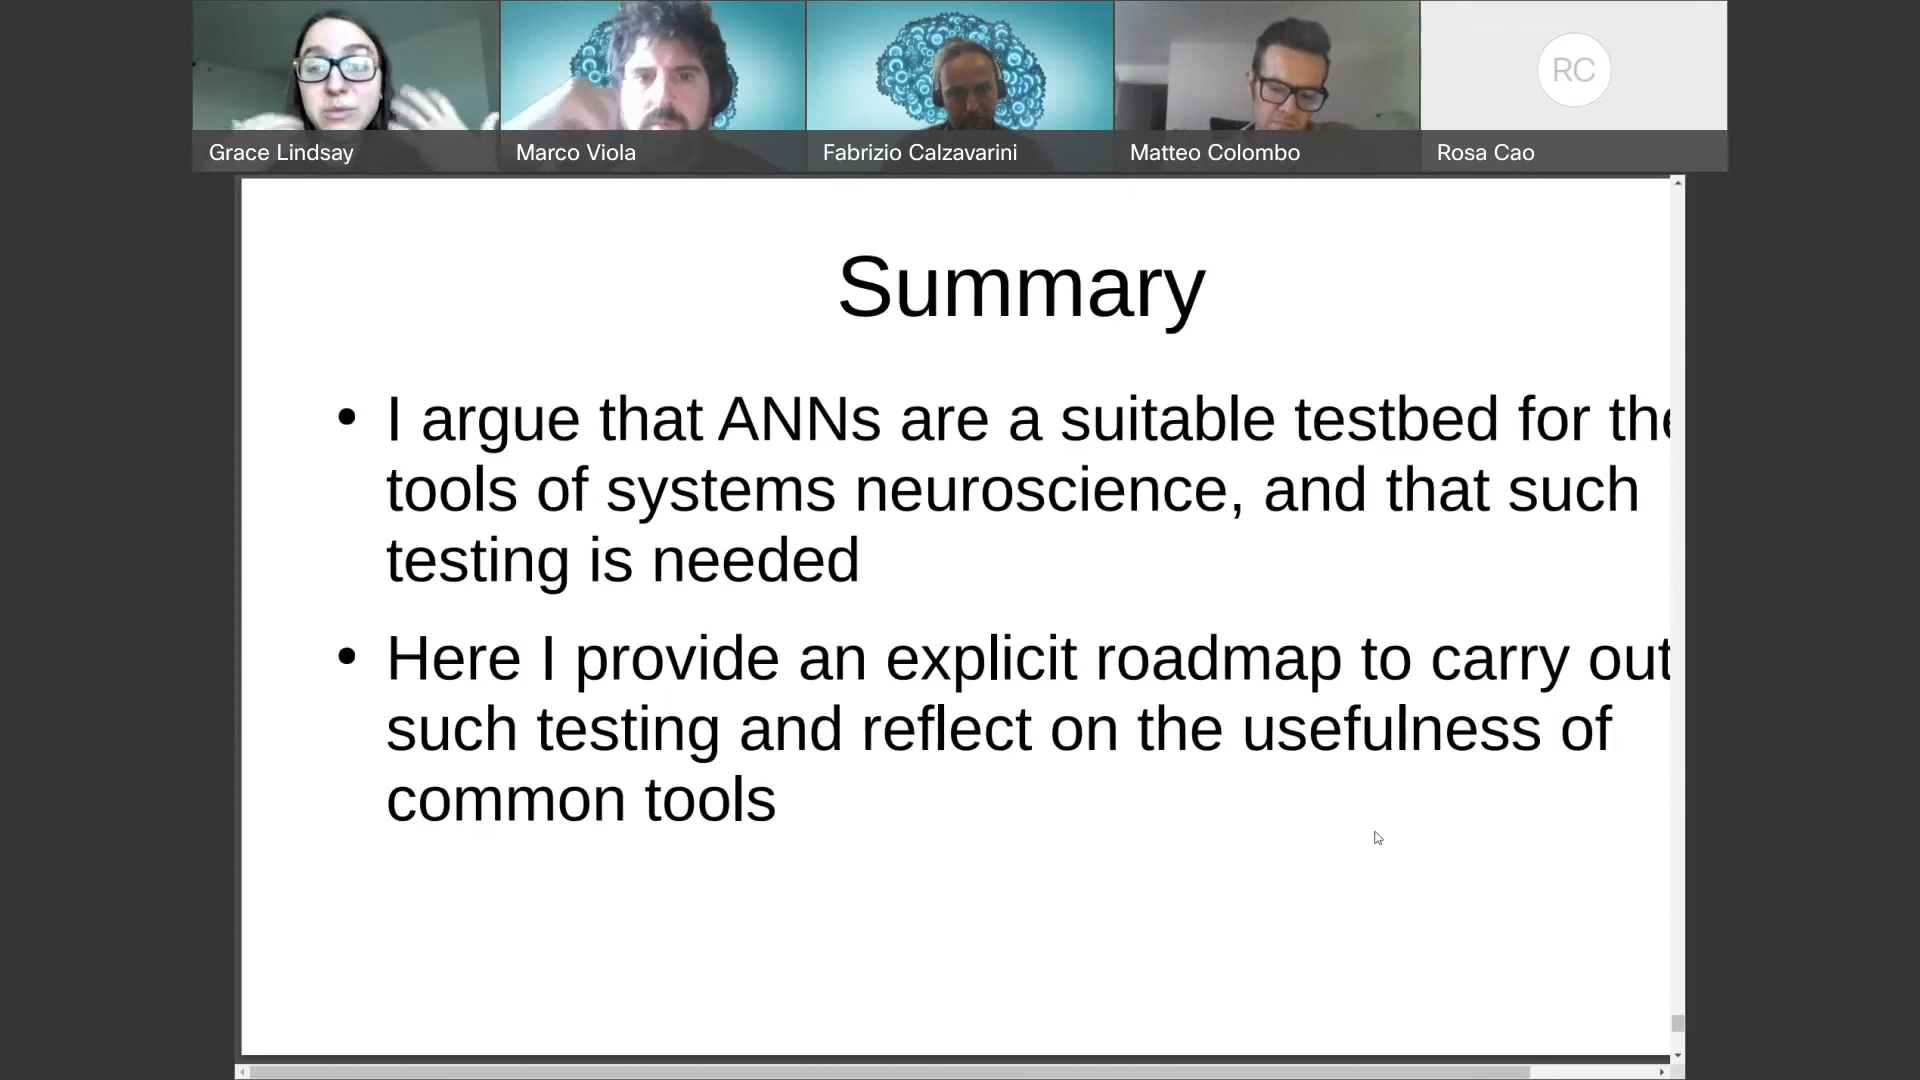 RC
Grace Lindsay
Marco Viola
Fabrizio Calzavarini
Matteo Colombo
Rosa Cao
Summary
• I argue that ANNs are a suitable testbed for the
tools of systems neuroscience, and that such
testing is needed
• Here I provide an explicit roadmap to carry out
such testing and reflect on the usefulness of
common tools